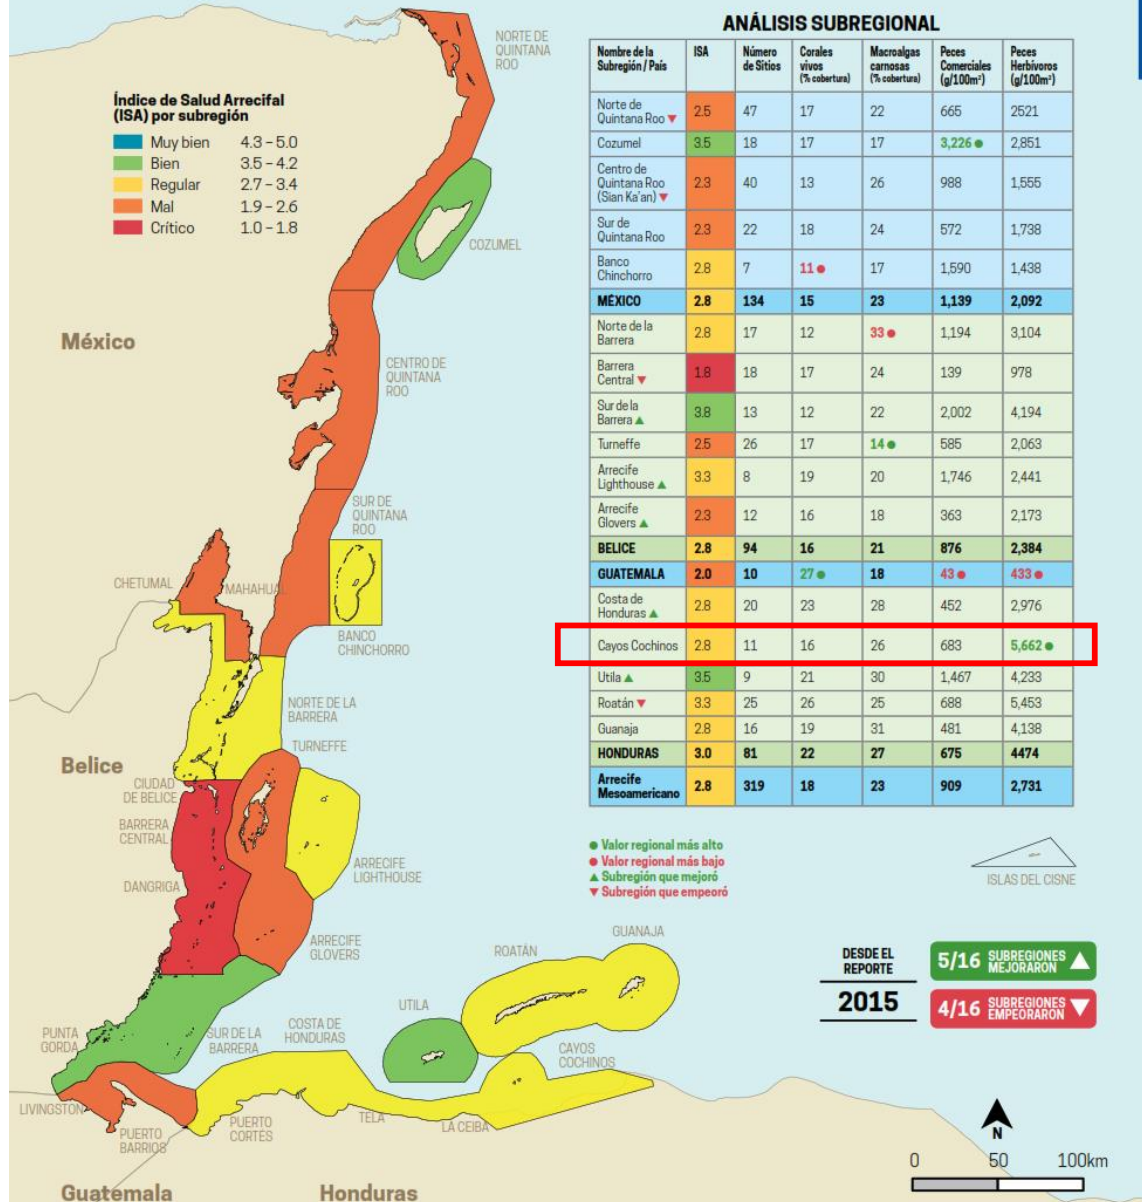 ANÁLISIS SUBREGIONAL
Nombre de la Subregión / País ISA Número de Sitios Corales vivos (% cobertura) Macroalgas carnosas (% cobertura) Peces Comerciales (g/100m²) Peces Herbívoros (g/100m²)
Norte de Quintana Roo ▼ 2.5 47 17 22 665 2521
Cozumel 3.5 18 17 17 3,226 ● 2,851
Centro de Quintana Roo (Sian Ka'an) ▼ 2.3 40 13 26 988 1,555
Sur de Quintana Roo 2.3 22 18 24 572 1,738
Banco Chinchorro 2.8 7 11 ● 17 1,590 1,438
MÉXICO 2.8 134 15 23 1,139 2,092
Norte de la Barrera 2.8 17 12 33 ● 1,194 3,104
Barrera Central ▼ 1.8 18 17 24 139 978
Sur de la Barrera ▲ 3.8 13 12 22 2,002 4,194
Turneffe 2.5 26 17 14 ● 585 2,063
Arrecife Lighthouse ▲ 3.3 8 19 20 1,746 2,441
Arrecife Glovers ▲ 2.3 12 16 18 363 2,173
BELICE 2.8 94 16 21 876 2,384
GUATEMALA 2.0 10 27 ● 18 43 ● 433 ●
Costa de Honduras ▲ 2.8 20 23 28 452 2,976
Cayos Cochinos 2.8 11 16 26 683 5,662 ●
Utila ▲ 3.5 9 21 30 1,467 4,233
Roatán ▼ 3.3 25 26 25 688 5,453
Guanaja 2.8 16 19 31 481 4,138
HONDURAS 3.0 81 22 27 675 4474
Arrecife Mesoamericano 2.8 319 18 23 909 2,731
● Valor regional más alto
● Valor regional más bajo
▲ Subregión que mejoró
▼ Subregión que empeoró
ISLAS DEL CISNE
DESDE EL
REPORTE
2015
5/16 SUBREGIONES MEJORARON ▲
4/16 SUBREGIONES EMPEORARON ▼
N
0 50 100km
Índice de Salud Arrecifal
(ISA) por subregión
Muy bien 4.3 – 5.0
Bien 3.5 – 4.2
Regular 2.7 – 3.4
Mal 1.9 – 2.6
Crítico 1.0 – 1.8
NORTE DE
QUINTANA
ROO
COZUMEL
México
CENTRO DE
QUINTANA
ROO
SUR DE
QUINTANA
ROO
CHETUMAL
MAHAHUAL
BANCO
CHINCHORRO
NORTE DE LA
BARRERA
TURNEFFE
Belice
CIUDAD
DE BELICE
BARRERA
CENTRAL
ARRECIFE
LIGHTHOUSE
DANGRIGA
ARRECIFE
GLOVERS
GUANAJA
ROATÁN
UTILA
COSTA DE
HONDURAS
SUR DE LA
BARRERA
PUNTA
GORDA
CAYOS
COCHINOS
LIVINGSTON
PUERTO
BARRIOS
PUERTO
CORTÉS
TELA
LA CEIBA
Guatemala
Honduras